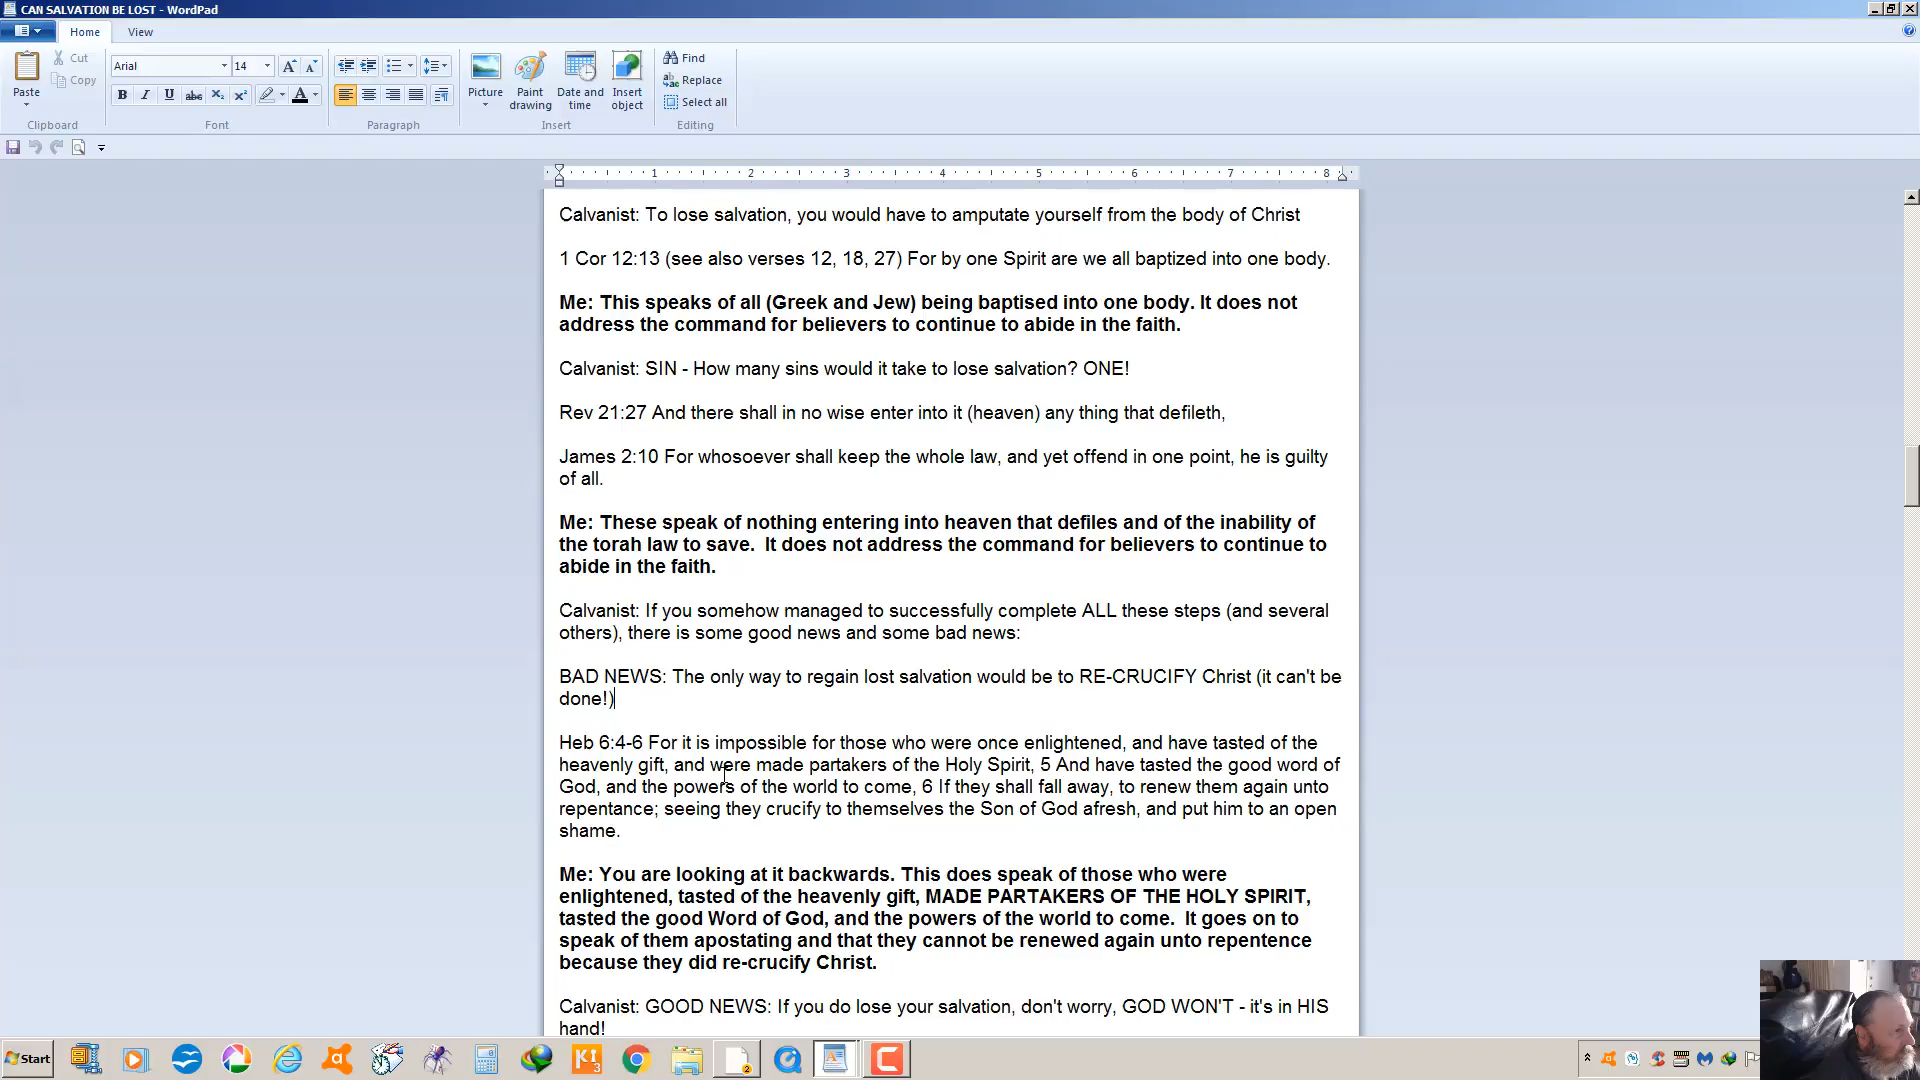 CAN SALVATION BE LOST - WordPad
Home
View
Paste
Cut
Copy
Clipboard
Arial
14
B I U abc X₂ X² A
Font
Paragraph
Picture
Paint drawing
Date and time
Insert object
Insert
Find
Replace
Select all
Editing
1 2 3 4 5 6 7 8
Calvanist: To lose salvation, you would have to amputate yourself from the body of Christ
1 Cor 12:13 (see also verses 12, 18, 27) For by one Spirit are we all baptized into one body.
Me: This speaks of all (Greek and Jew) being baptised into one body. It does not
address the command for believers to continue to abide in the faith.
Calvanist: SIN - How many sins would it take to lose salvation? ONE!
Rev 21:27 And there shall in no wise enter into it (heaven) any thing that defileth,
James 2:10 For whosoever shall keep the whole law, and yet offend in one point, he is guilty
of all.
Me: These speak of nothing entering into heaven that defiles and of the inability of
the torah law to save.  It does not address the command for believers to continue to
abide in the faith.
Calvanist: If you somehow managed to successfully complete ALL these steps (and several
others), there is some good news and some bad news:
BAD NEWS: The only way to regain lost salvation would be to RE-CRUCIFY Christ (it can't be
done!)
Heb 6:4-6 For it is impossible for those who were once enlightened, and have tasted of the
heavenly gift, and were made partakers of the Holy Spirit, 5 And have tasted the good word of
God, and the powers of the world to come, 6 If they shall fall away, to renew them again unto
repentance; seeing they crucify to themselves the Son of God afresh, and put him to an open
shame.
Me: You are looking at it backwards. This does speak of those who were
enlightened, tasted of the heavenly gift, MADE PARTAKERS OF THE HOLY SPIRIT,
tasted the good Word of God, and the powers of the world to come.  It goes on to
speak of them apostating and that they cannot be renewed again unto repentence
because they did re-crucify Christ.
Calvanist: GOOD NEWS: If you do lose your salvation, don't worry, GOD WON'T - it's in HIS
hand!
Start